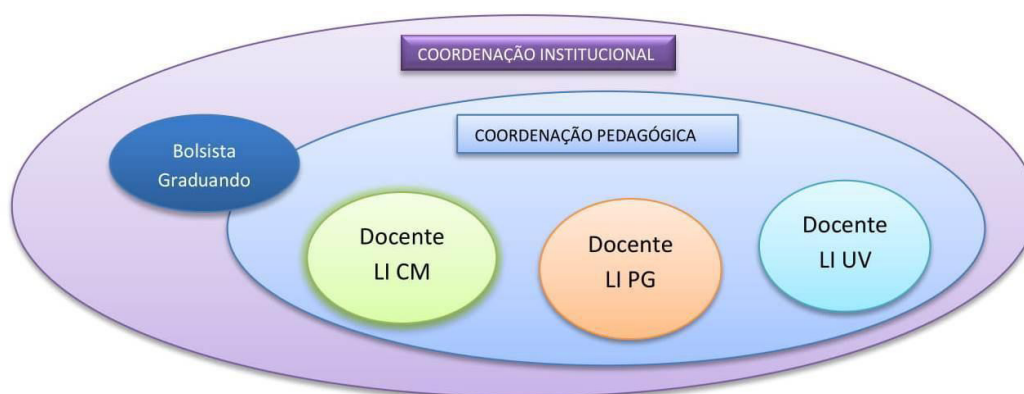 COORDENAÇÃO INSTITUCIONAL
COORDENAÇÃO PEDAGÓGICA
Bolsista
Graduando
Docente
LI CM
Docente
LI PG
Docente
LI UV